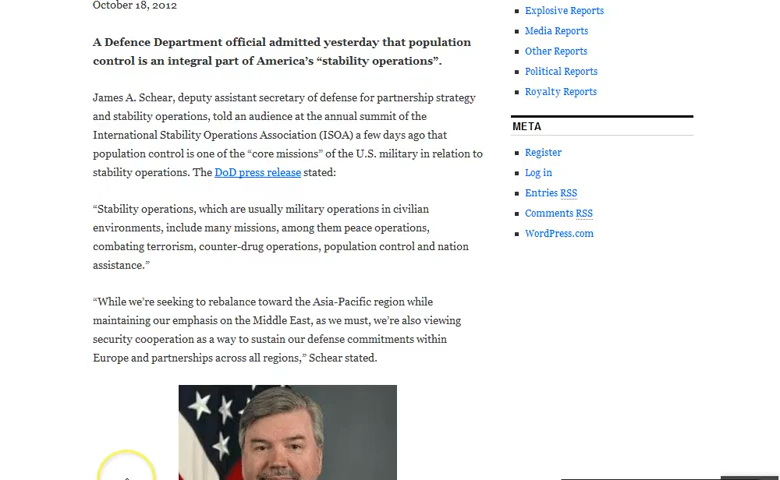 October 18, 2012
A Defence Department official admitted yesterday that population
control is an integral part of America's “stability operations”.
James A. Schear, deputy assistant secretary of defense for partnership strategy
and stability operations, told an audience at the annual summit of the
International Stability Operations Association (ISOA) a few days ago that
population control is one of the “core missions” of the U.S. military in relation to
stability operations. The DoD press release stated:
“Stability operations, which are usually military operations in civilian
environments, include many missions, among them peace operations,
combating terrorism, counter-drug operations, population control and nation
assistance.”
“While we're seeking to rebalance toward the Asia-Pacific region while
maintaining our emphasis on the Middle East, as we must, we're also viewing
security cooperation as a way to sustain our defense commitments within
Europe and partnerships across all regions,” Schear stated.
Explosive Reports
Media Reports
Other Reports
Political Reports
Royalty Reports
META
Register
Log in
Entries RSS
Comments RSS
WordPress.com